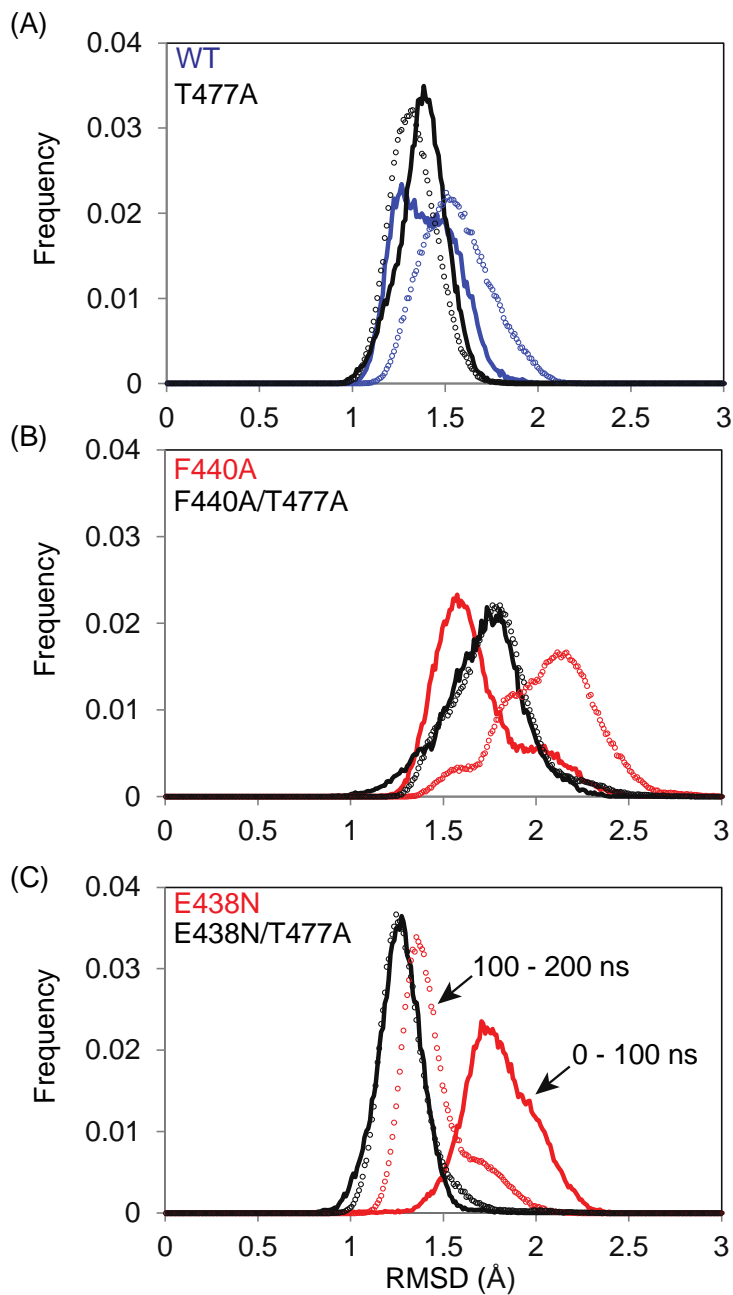 (A)
0.04
WT
T477A
0.03
0.02
0.01
0
Frequency
0 0.5 1 1.5 2 2.5 3
(B)
0.04
F440A
F440A/T477A
0.03
0.02
0.01
0
Frequency
0 0.5 1 1.5 2 2.5 3
(C)
0.04
E438N
E438N/T477A
100 - 200 ns
0.03
0 - 100 ns
0.02
0.01
0
Frequency
0 0.5 1 1.5 2 2.5 3
RMSD (Å)